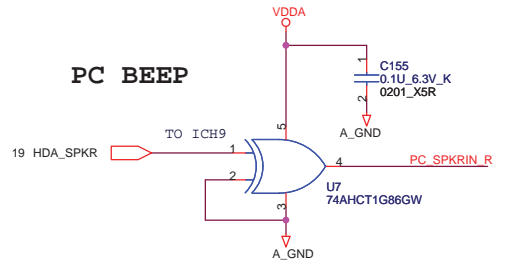 VDDA
PC BEEP
1
C155
0.1U_6.3V_K
0201_X5R
2
A_GND
5
TO ICH9
19 HDA_SPKR
1
4
PC_SPKRIN_R
2
U7
74AHCT1G86GW
3
A_GND